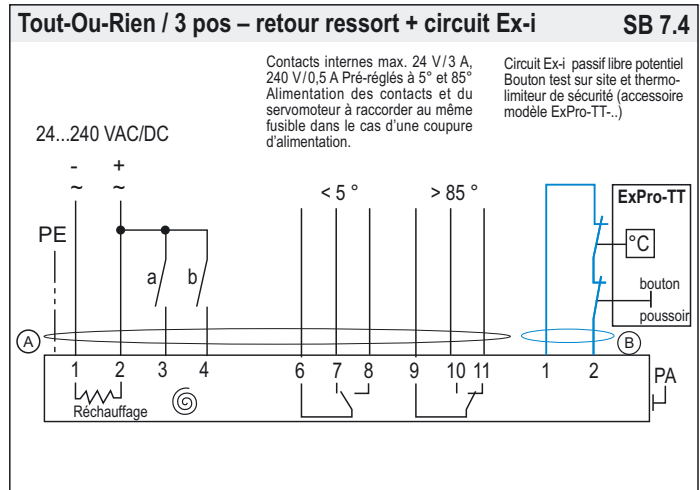 Tout-Ou-Rien / 3 pos – retour ressort + circuit Ex-i SB 7.4
Contacts internes max. 24 V/3 A,
240 V/0,5 A Pré-réglés à 5° et 85°
Alimentation des contacts et du
servomoteur à raccorder au même
fusible dans le cas d'une coupure
d'alimentation.
Circuit Ex-i passif libre potentiel
Bouton test sur site et thermo-
limiteur de sécurité (accessoire
modèle ExPro-TT-..)
24...240 VAC/DC
- +
~ ~
< 5 ° > 85 °
ExPro-TT
PE
°C
a b
bouton
poussoir
A B
1 2 3 4 6 7 8 9 10 11 1 2
PA
Réchauffage